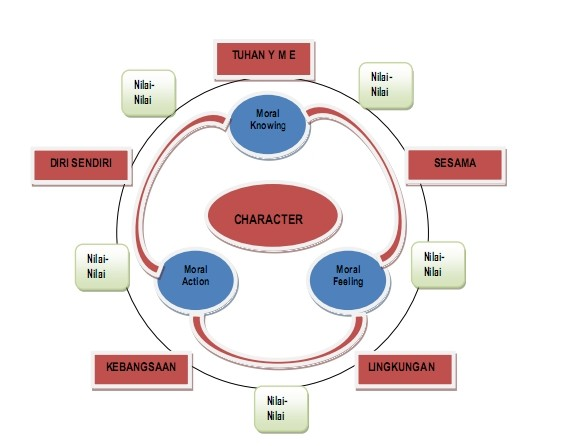 TUHAN Y M E
Nilai-
Nilai
Nilai-
Nilai
Moral
Knowing
DIRI SENDIRI
SESAMA
CHARACTER
Nilai-
Nilai
Moral
Action
Moral
Feeling
Nilai-
Nilai
KEBANGSAAN
LINGKUNGAN
Nilai-
Nilai